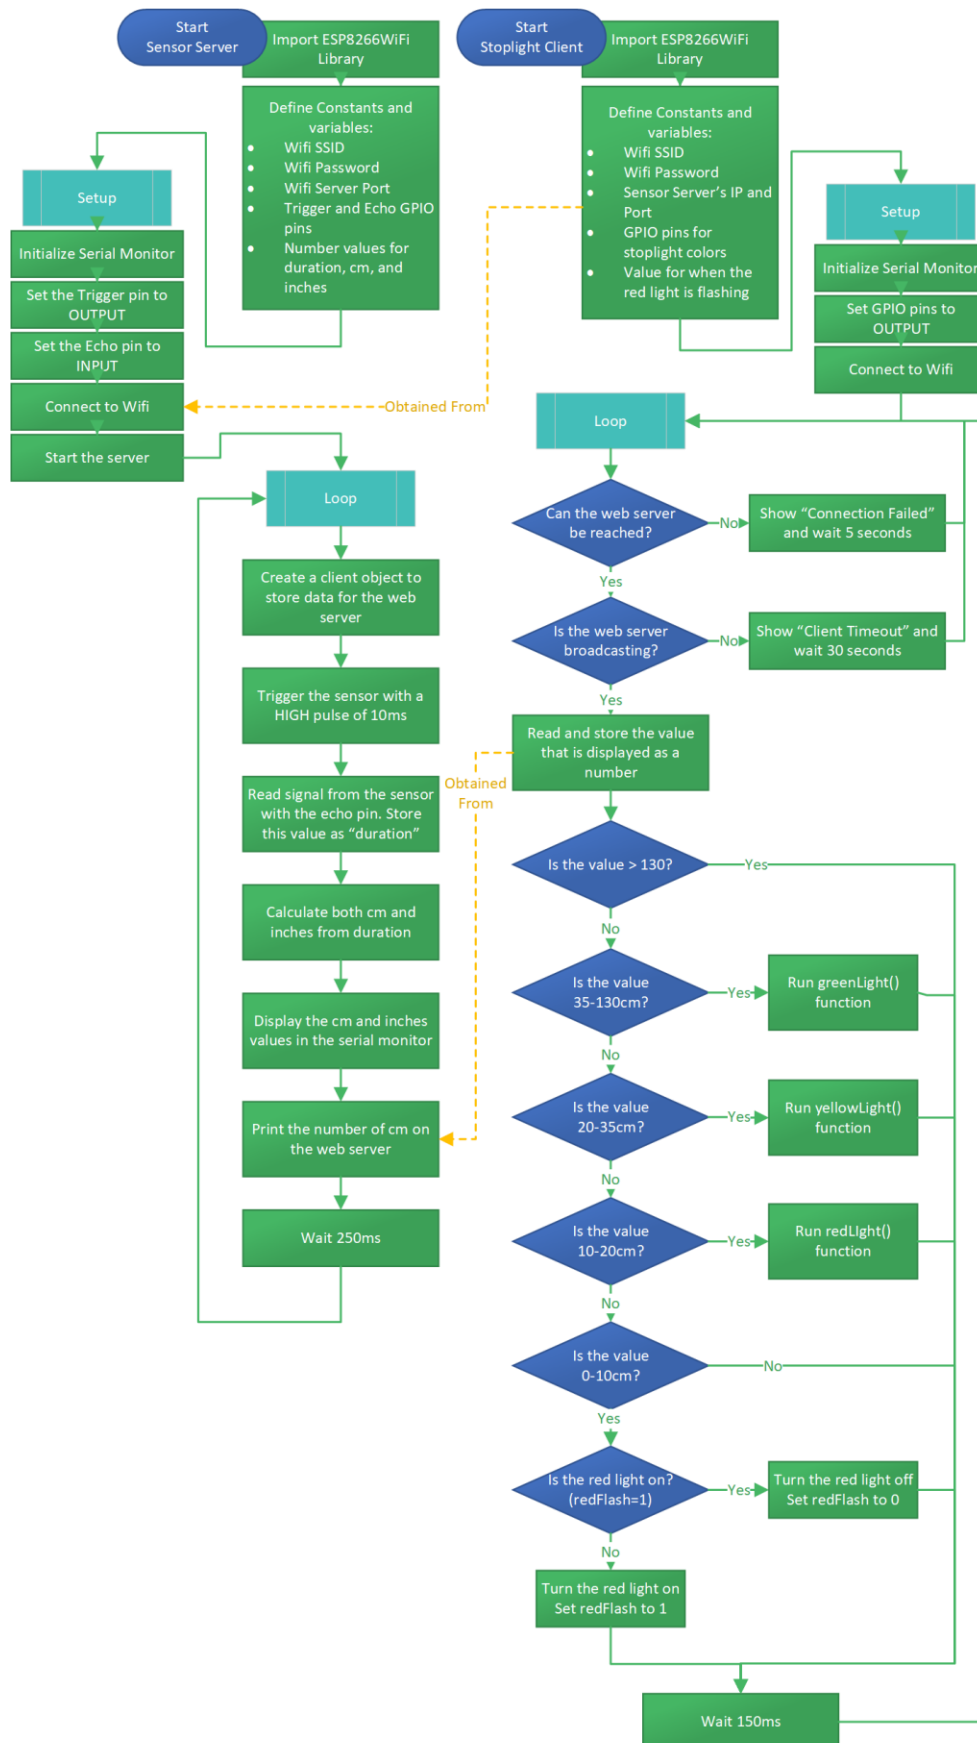 Start
Sensor Server
Import ESP8266WiFi
Library
Define Constants and
variables:
• Wifi SSID
• Wifi Password
• Wifi Server Port
• Trigger and Echo GPIO
pins
• Number values for
duration, cm, and
inches
Setup
Initialize Serial Monitor
Set the Trigger pin to
OUTPUT
Set the Echo pin to
INPUT
Connect to Wifi
Start the server
Loop
Create a client object to
store data for the web
server
Trigger the sensor with a
HIGH pulse of 10ms
Read signal from the sensor
with the echo pin. Store
this value as “duration”
Calculate both cm and
inches from duration
Display the cm and inches
values in the serial monitor
Print the number of cm on
the web server
Wait 250ms
Start
Stoplight Client
Import ESP8266WiFi
Library
Define Constants and
variables:
• Wifi SSID
• Wifi Password
• Sensor Server’s IP and
Port
• GPIO pins for
stoplight colors
• Value for when the
red light is flashing
Obtained From
Setup
Initialize Serial Monitor
Set GPIO pins to
OUTPUT
Connect to Wifi
Loop
Can the web server
be reached?
No
Show “Connection Failed”
and wait 5 seconds
Yes
Is the web server
broadcasting?
No
Show “Client Timeout” and
wait 30 seconds
Yes
Read and store the value
that is displayed as a
number
Obtained
From
Is the value > 130?
Yes
No
Is the value
35-130cm?
Yes
Run greenLight()
function
No
Is the value
20-35cm?
Yes
Run yellowLight()
function
No
Is the value
10-20cm?
Yes
Run redLIght()
function
No
Is the value
0-10cm?
No
Yes
Is the red light on?
(redFlash=1)
Yes
Turn the red light off
Set redFlash to 0
No
Turn the red light on
Set redFlash to 1
Wait 150ms